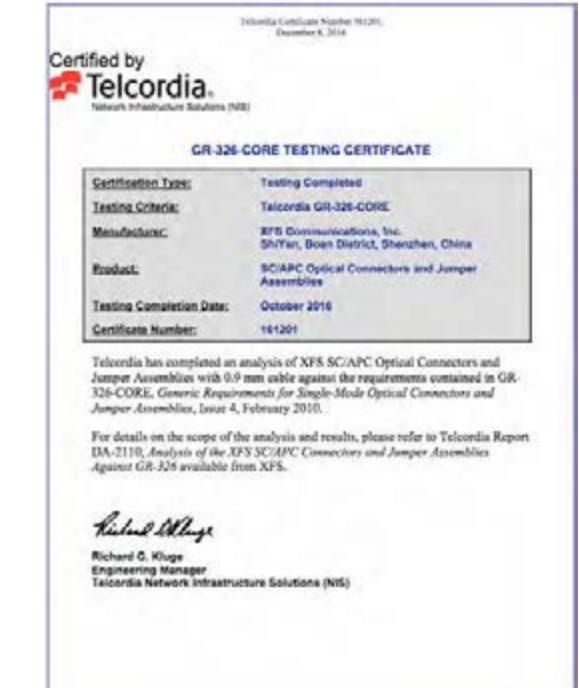 Telcordia Certificate Number 161201,
December 8, 2016
Certified by
Telcordia.
Network Infrastructure Solutions (NIS)
GR-326-CORE TESTING CERTIFICATE
Certification Type: Testing Completed
Testing Criteria: Telcordia GR-326-CORE
Manufacturer: XFS Communications, Inc.
ShiYan, Boan District, Shenzhen, China
Product: SC/APC Optical Connectors and Jumper
Assemblies
Testing Completion Date: October 2016
Certificate Number: 161201
Telcordia has completed an analysis of XFS SC/APC Optical Connectors and
Jumper Assemblies with 0.9 mm cable against the requirements contained in GR-
326-CORE, Generic Requirements for Single-Mode Optical Connectors and
Jumper Assemblies, Issue 4, February 2010.
For details on the scope of the analysis and results, please refer to Telcordia Report
DA-2110, Analysis of the XFS SC/APC Connectors and Jumper Assemblies
Against GR-326 available from XFS.
Richard G. Kluge
Engineering Manager
Telcordia Network Infrastructure Solutions (NIS)